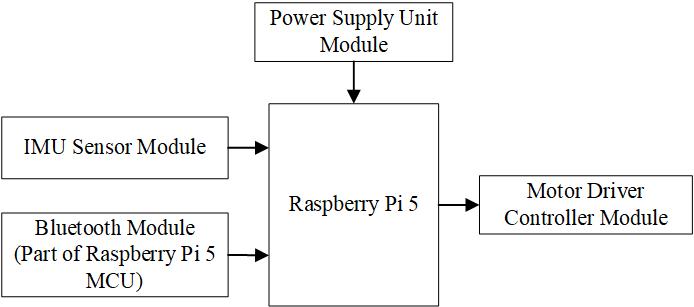 Power Supply Unit
Module
IMU Sensor Module
Raspberry Pi 5
Motor Driver
Controller Module
Bluetooth Module
(Part of Raspberry Pi 5
MCU)